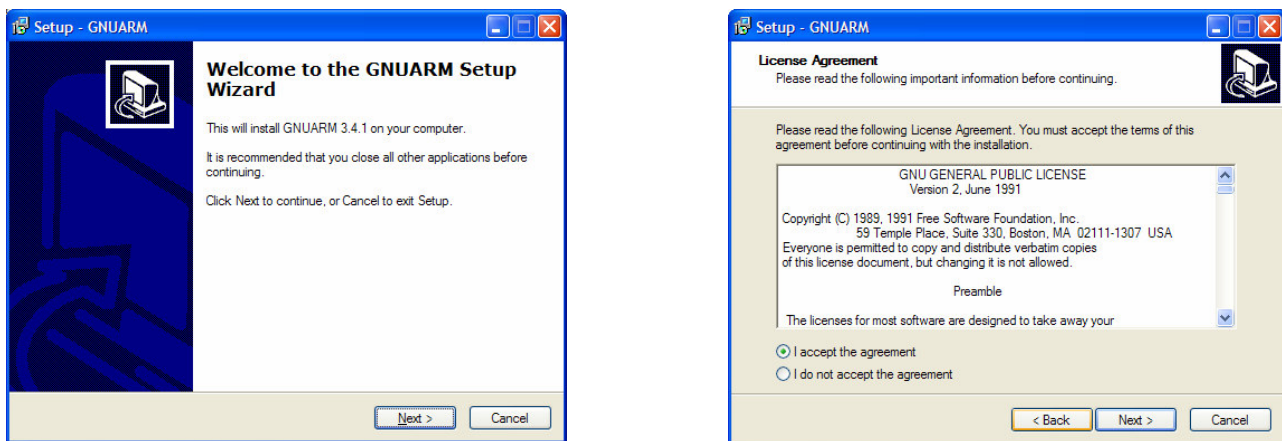 Setup - GNUARM
Welcome to the GNUARM Setup
Wizard
This will install GNUARM 3.4.1 on your computer.
It is recommended that you close all other applications before
continuing.
Click Next to continue, or Cancel to exit Setup.
Next >
Cancel
Setup - GNUARM
License Agreement
Please read the following important information before continuing.
Please read the following License Agreement. You must accept the terms of this
agreement before continuing with the installation.
GNU GENERAL PUBLIC LICENSE
Version 2, June 1991
Copyright (C) 1989, 1991 Free Software Foundation, Inc.
59 Temple Place, Suite 330, Boston, MA 02111-1307 USA
Everyone is permitted to copy and distribute verbatim copies
of this license document, but changing it is not allowed.
Preamble
The licenses for most software are designed to take away your
I accept the agreement
I do not accept the agreement
< Back
Next >
Cancel